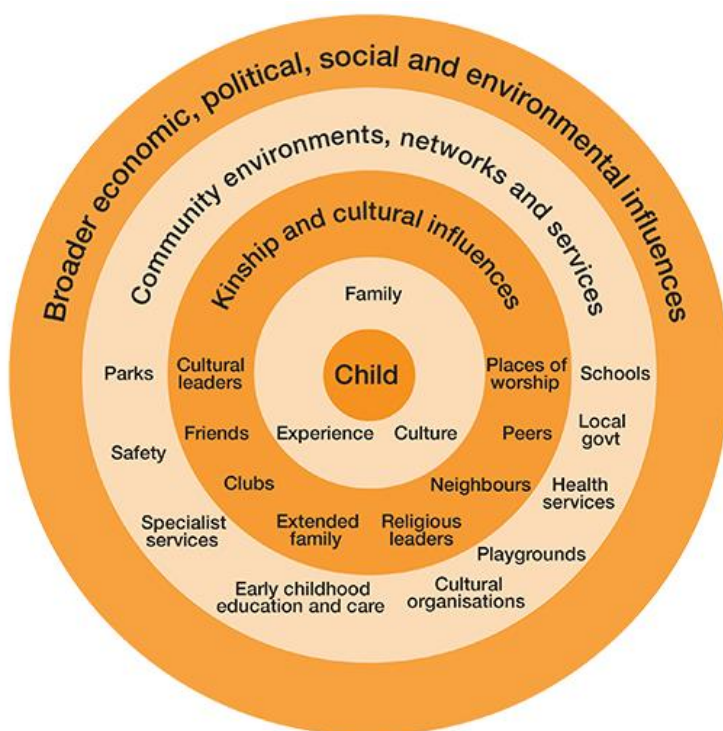 Broader economic, political, social and environmental influences
Community environments, networks and services
Kinship and cultural influences
Family
Child
Experience
Culture
Cultural
leaders
Places of
worship
Friends
Peers
Clubs
Neighbours
Extended
family
Religious
leaders
Parks
Schools
Safety
Local
govt
Specialist
services
Health
services
Playgrounds
Early childhood
education and care
Cultural
organisations